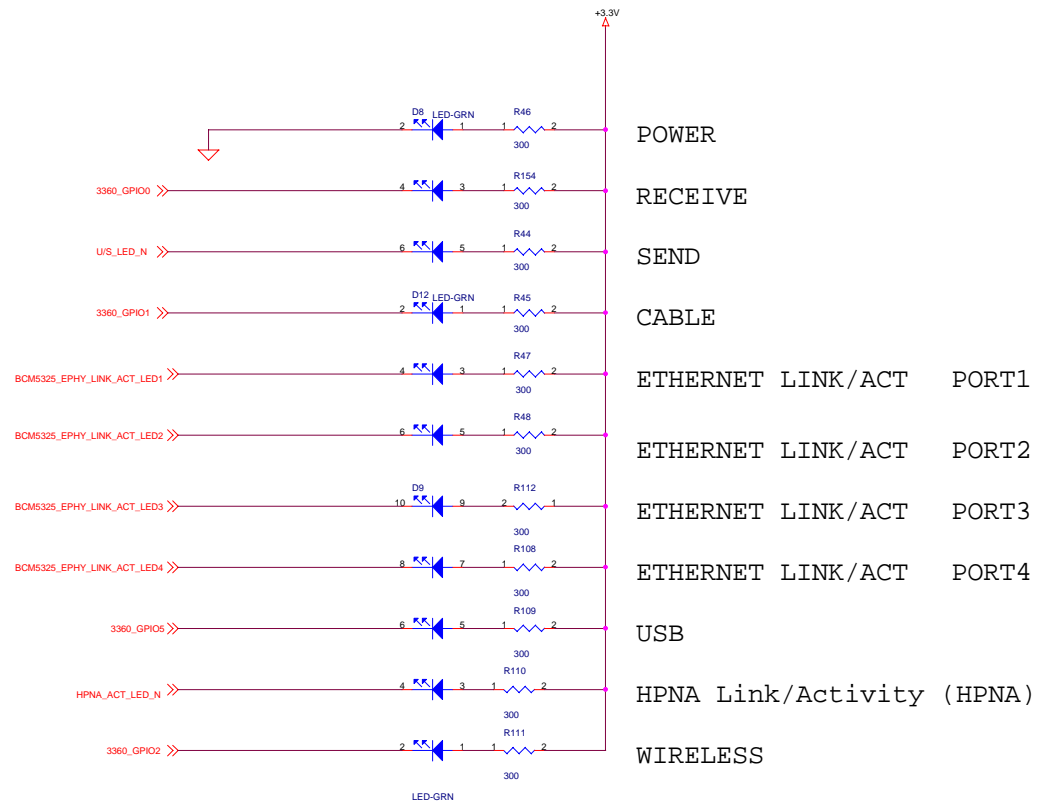 +3.3V
D8 LED-GRN R46
2 1 1 2 POWER
300
R154
3360_GPIO0 4 3 1 2 RECEIVE
300
R44
U/S_LED_N 6 5 1 2 SEND
300
D12 LED-GRN R45
3360_GPIO1 2 1 1 2 CABLE
300
R47
BCM5325_EPHY_LINK_ACT_LED1 4 3 1 2 ETHERNET LINK/ACT PORT1
300
R48
BCM5325_EPHY_LINK_ACT_LED2 6 5 1 2 ETHERNET LINK/ACT PORT2
300
D9 R112
BCM5325_EPHY_LINK_ACT_LED3 10 9 2 1 ETHERNET LINK/ACT PORT3
300
R108
BCM5325_EPHY_LINK_ACT_LED4 8 7 1 2 ETHERNET LINK/ACT PORT4
300
R109
3360_GPIO5 6 5 1 2 USB
300
R110
HPNA_ACT_LED_N 4 3 1 2 HPNA Link/Activity (HPNA)
300
R111
3360_GPIO2 2 1 1 2 WIRELESS
300
LED-GRN